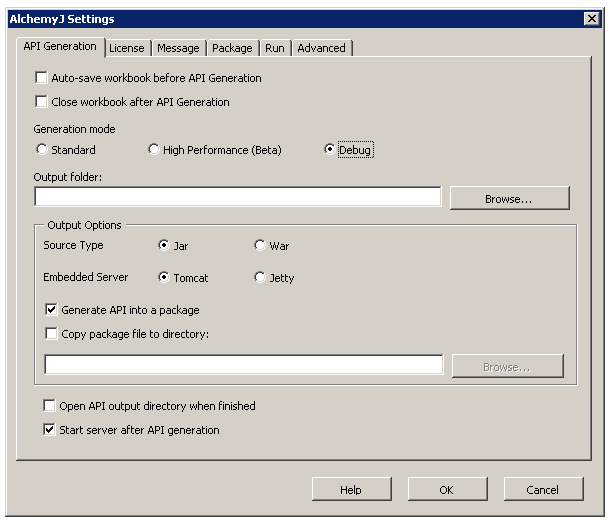 AlchemyJ Settings
API Generation License Message Package Run Advanced
Auto-save workbook before API Generation
Close workbook after API Generation
Generation mode
Standard High Performance (Beta) Debug
Output folder:
Browse...
Output Options
Source Type Jar War
Embedded Server Tomcat Jetty
Generate API into a package
Copy package file to directory:
Browse...
Open API output directory when finished
Start server after API generation
Help OK Cancel